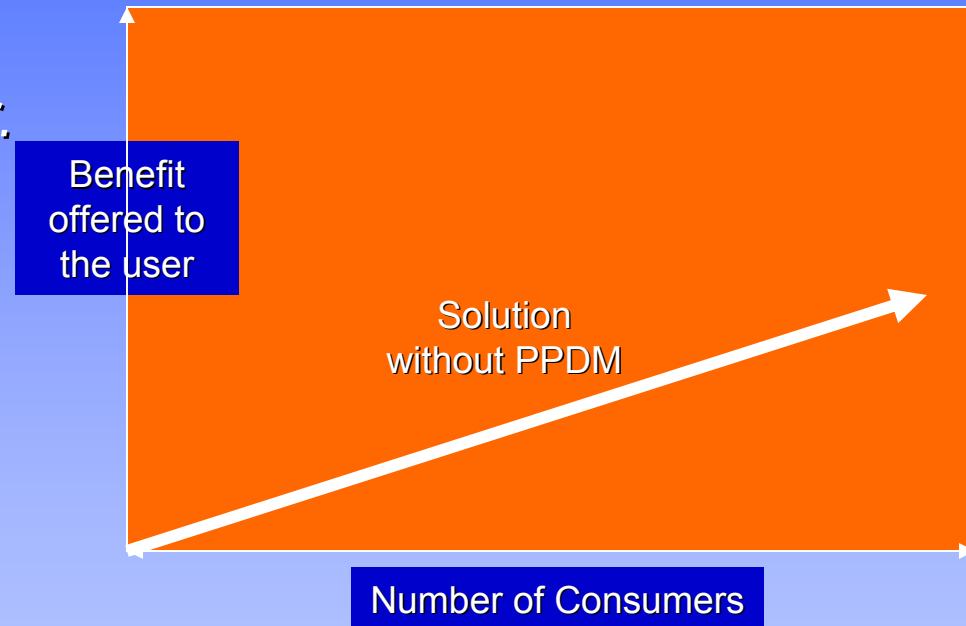 Benefit
offered to
the user
Solution
without PPDM
Number of Consumers